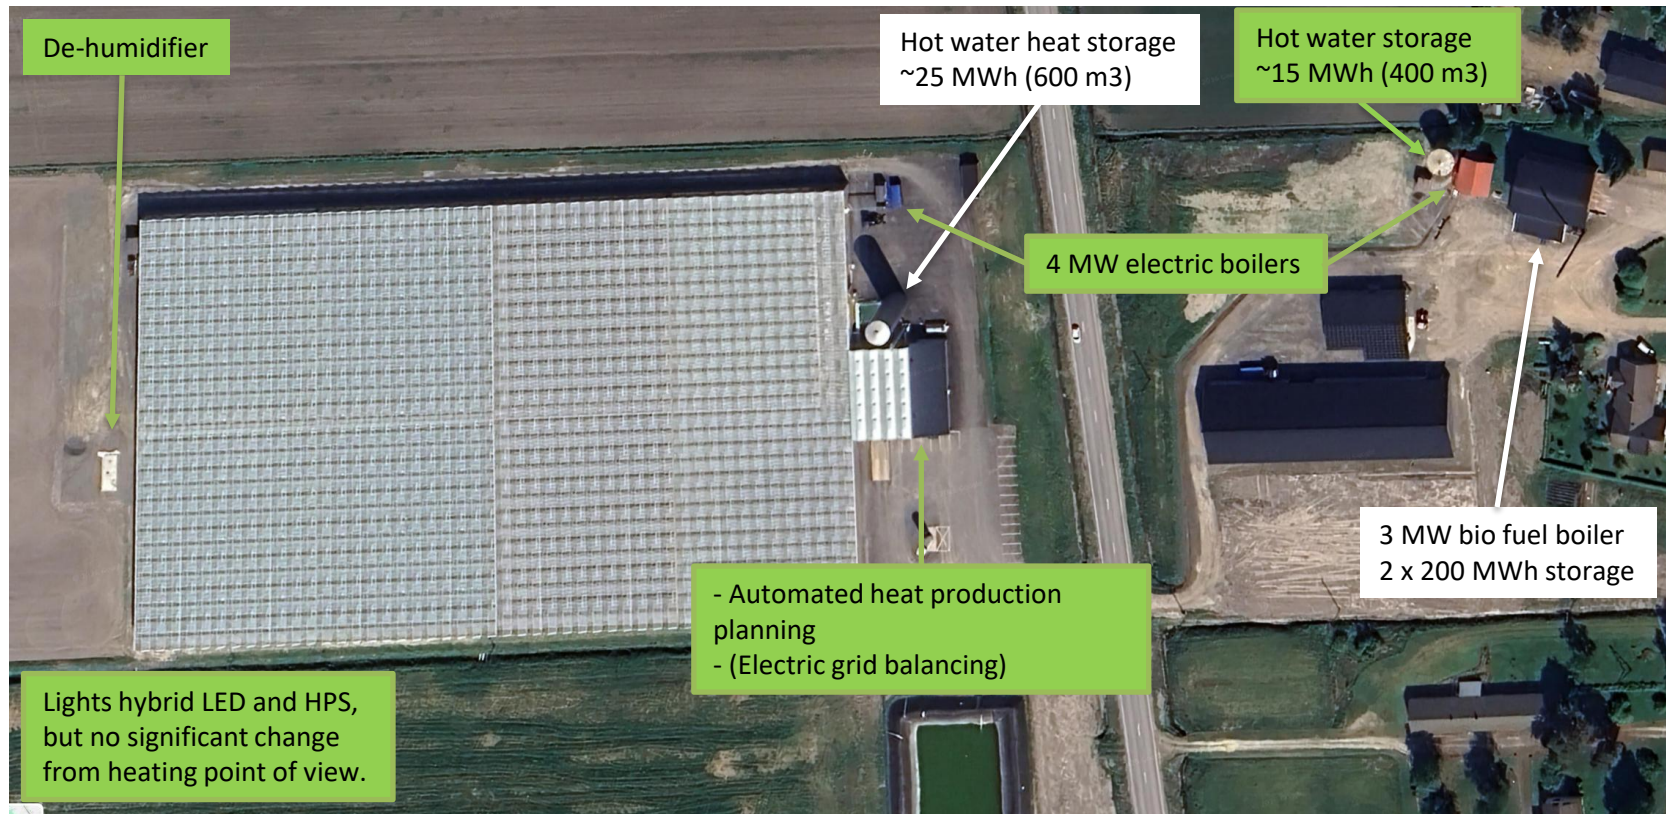 De-humidifier
Hot water heat storage
~25 MWh (600 m3)
Hot water storage
~15 MWh (400 m3)
4 MW electric boilers
3 MW bio fuel boiler
2 x 200 MWh storage
- Automated heat production
planning
- (Electric grid balancing)
Lights hybrid LED and HPS,
but no significant change
from heating point of view.